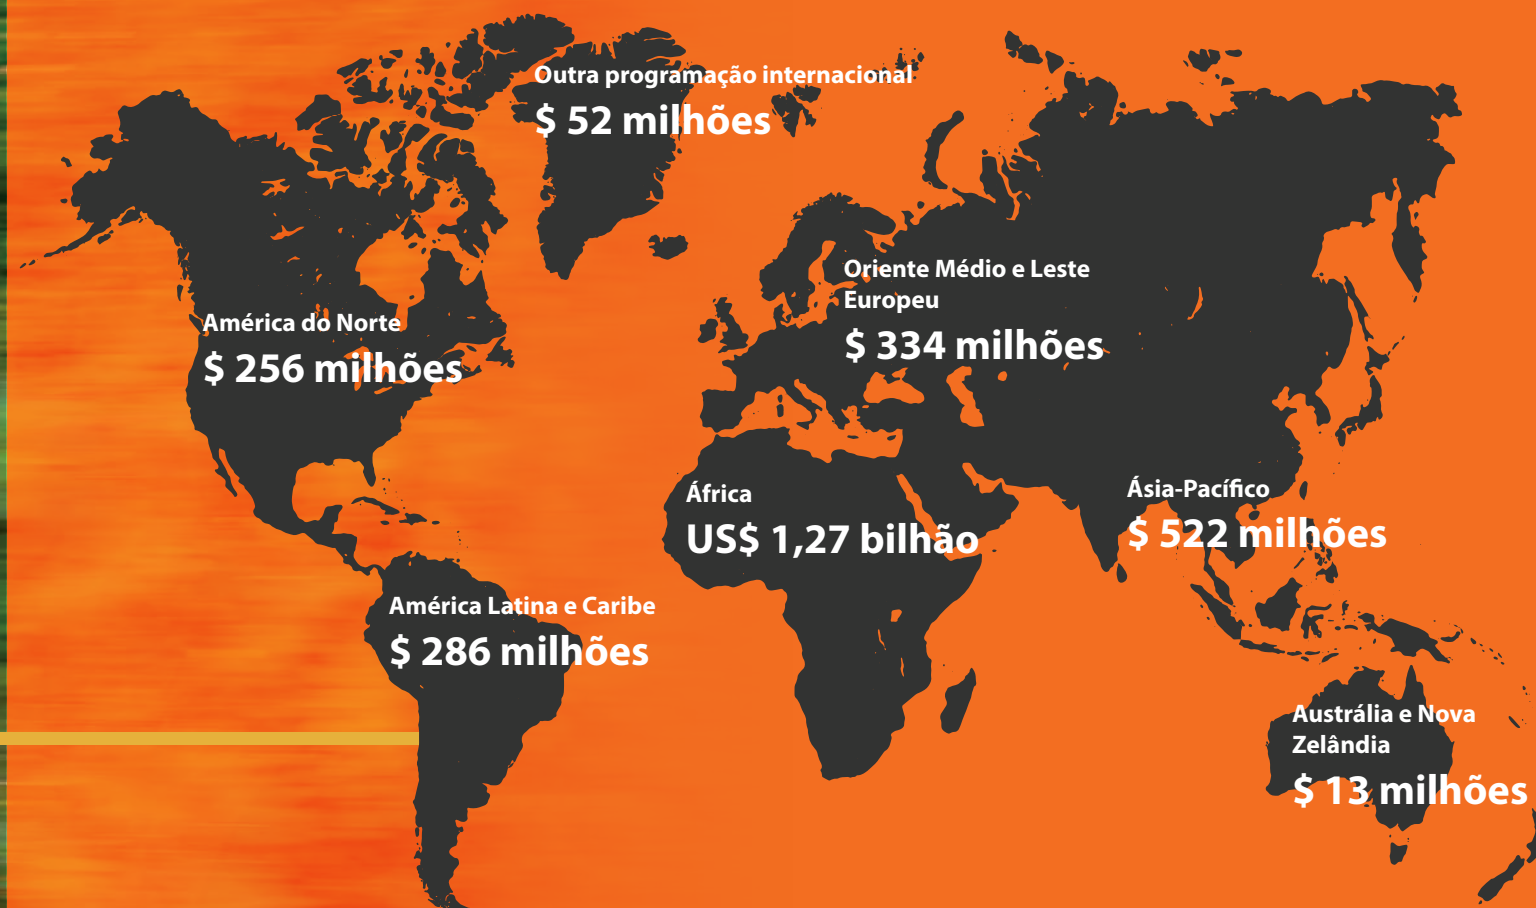 Outra programação internacional
$ 52 milhões
Oriente Médio e Leste
Europeu
$ 334 milhões
América do Norte
$ 256 milhões
África
US$ 1,27 bilhão
Ásia-Pacífico
$ 522 milhões
América Latina e Caribe
$ 286 milhões
Austrália e Nova
Zelândia
$ 13 milhões